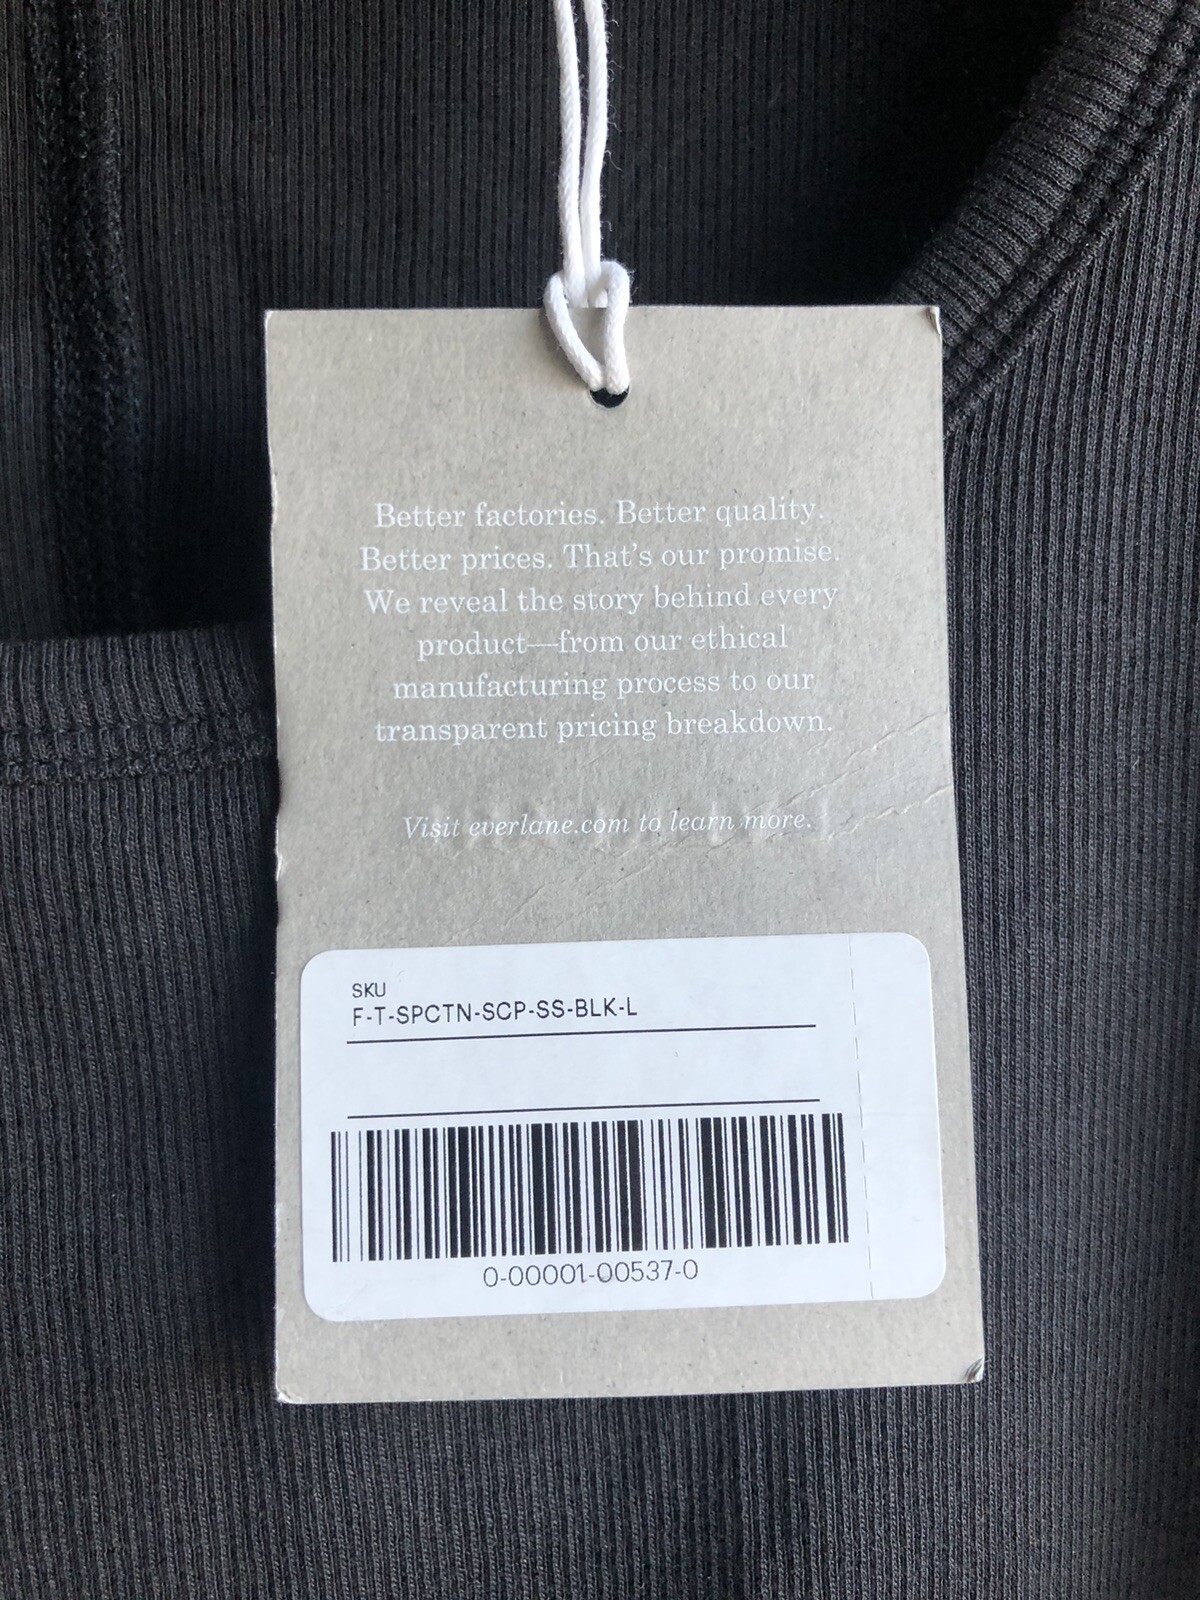 Better factories. Better quality.
Better prices. That's our promise.
We reveal the story behind every
product—from our ethical
manufacturing process to our
transparent pricing breakdown.
Visit everlane.com to learn more.
SKU
F-T-SPCTN-SCP-SS-BLK-L
0-00001-00537-0